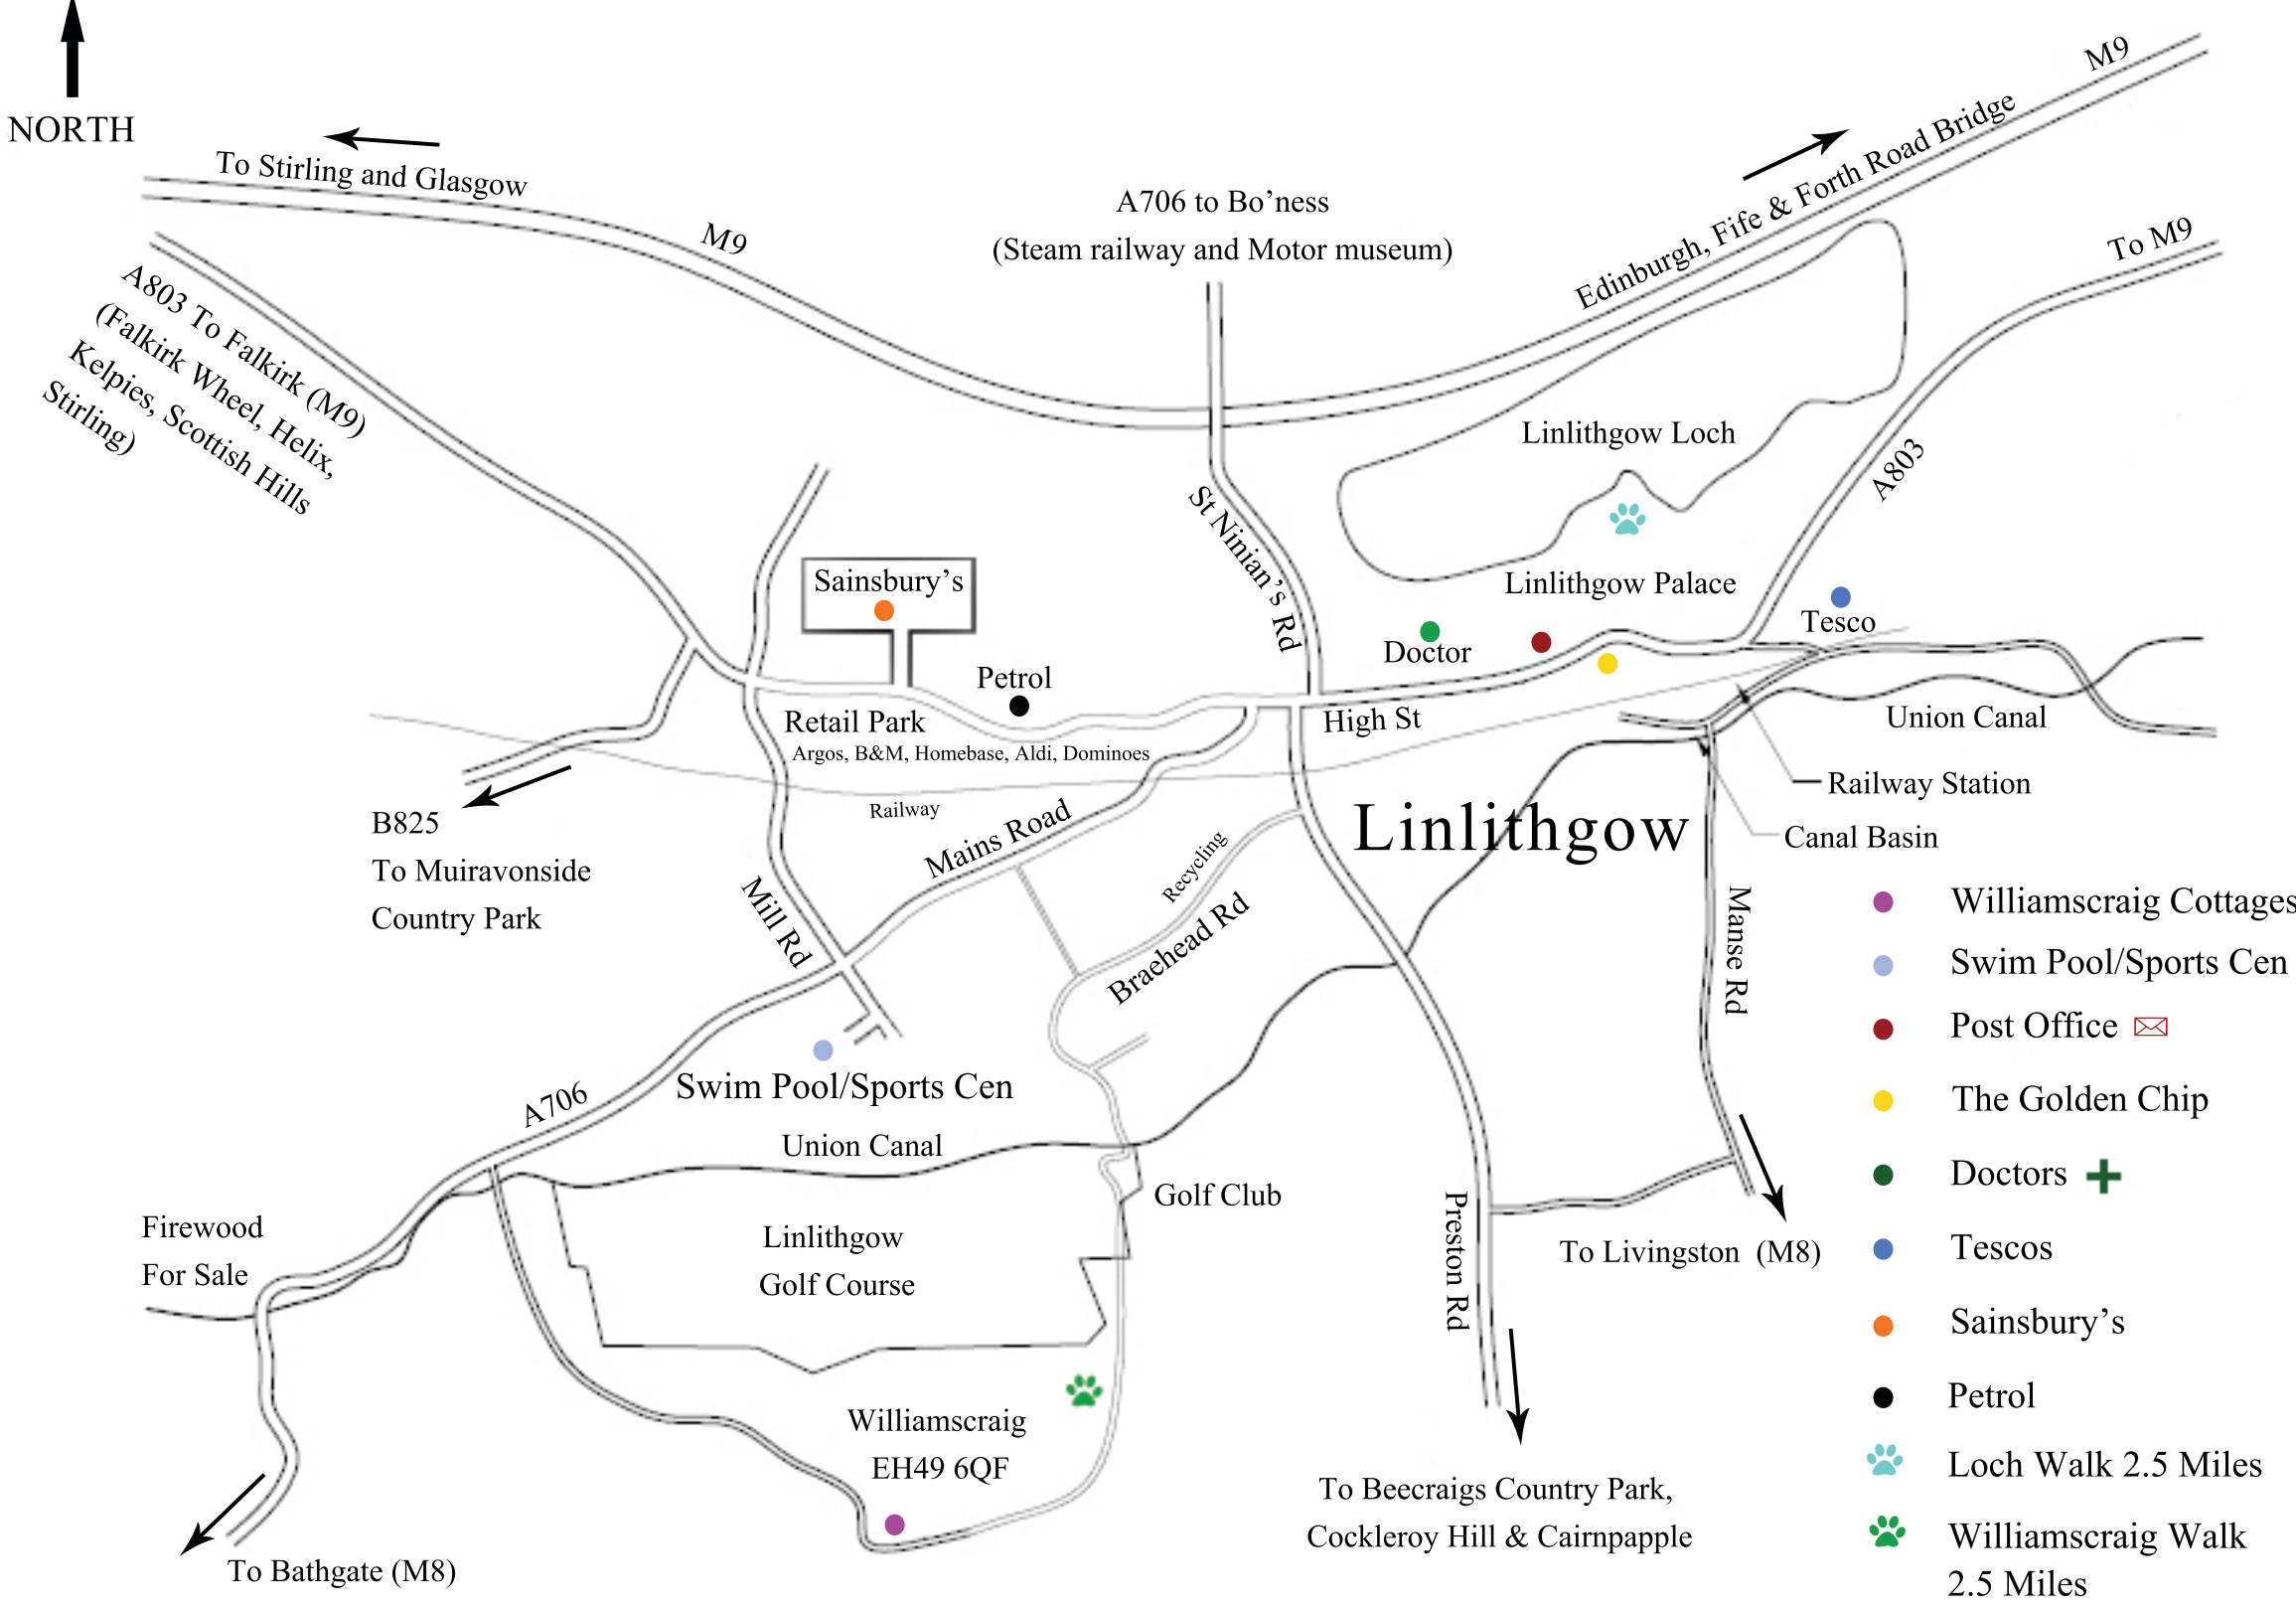 NORTH
To Stirling and Glasgow
M9
M9
Edinburgh, Fife & Forth Road Bridge
To M9
A706 to Bo’ness
(Steam railway and Motor museum)
A803 To Falkirk (M9)
(Falkirk Wheel, Helix,
Kelpies, Scottish Hills
Stirling)
Linlithgow Loch
A803
St Ninian’s Rd
Sainsbury’s
Linlithgow Palace
Tesco
Doctor
Petrol
Retail Park
Argos, B&M, Homebase, Aldi, Dominoes
High St
Union Canal
Railway Station
Canal Basin
Railway
B825
To Muiravonside
Country Park
Mains Road
Recycling
Linlithgow
Mill Rd
Braehead Rd
Manse Rd
Swim Pool/Sports Cen
A706
Union Canal
Golf Club
Firewood
For Sale
Linlithgow
Golf Course
Preston Rd
To Livingston (M8)
Williamscraig
EH49 6QF
To Bathgate (M8)
To Beecraigs Country Park,
Cockleroy Hill & Cairnpapple
Williamscraig Cottages
Swim Pool/Sports Cen
Post Office
The Golden Chip
Doctors
Tescos
Sainsbury’s
Petrol
Loch Walk 2.5 Miles
Williamscraig Walk
2.5 Miles